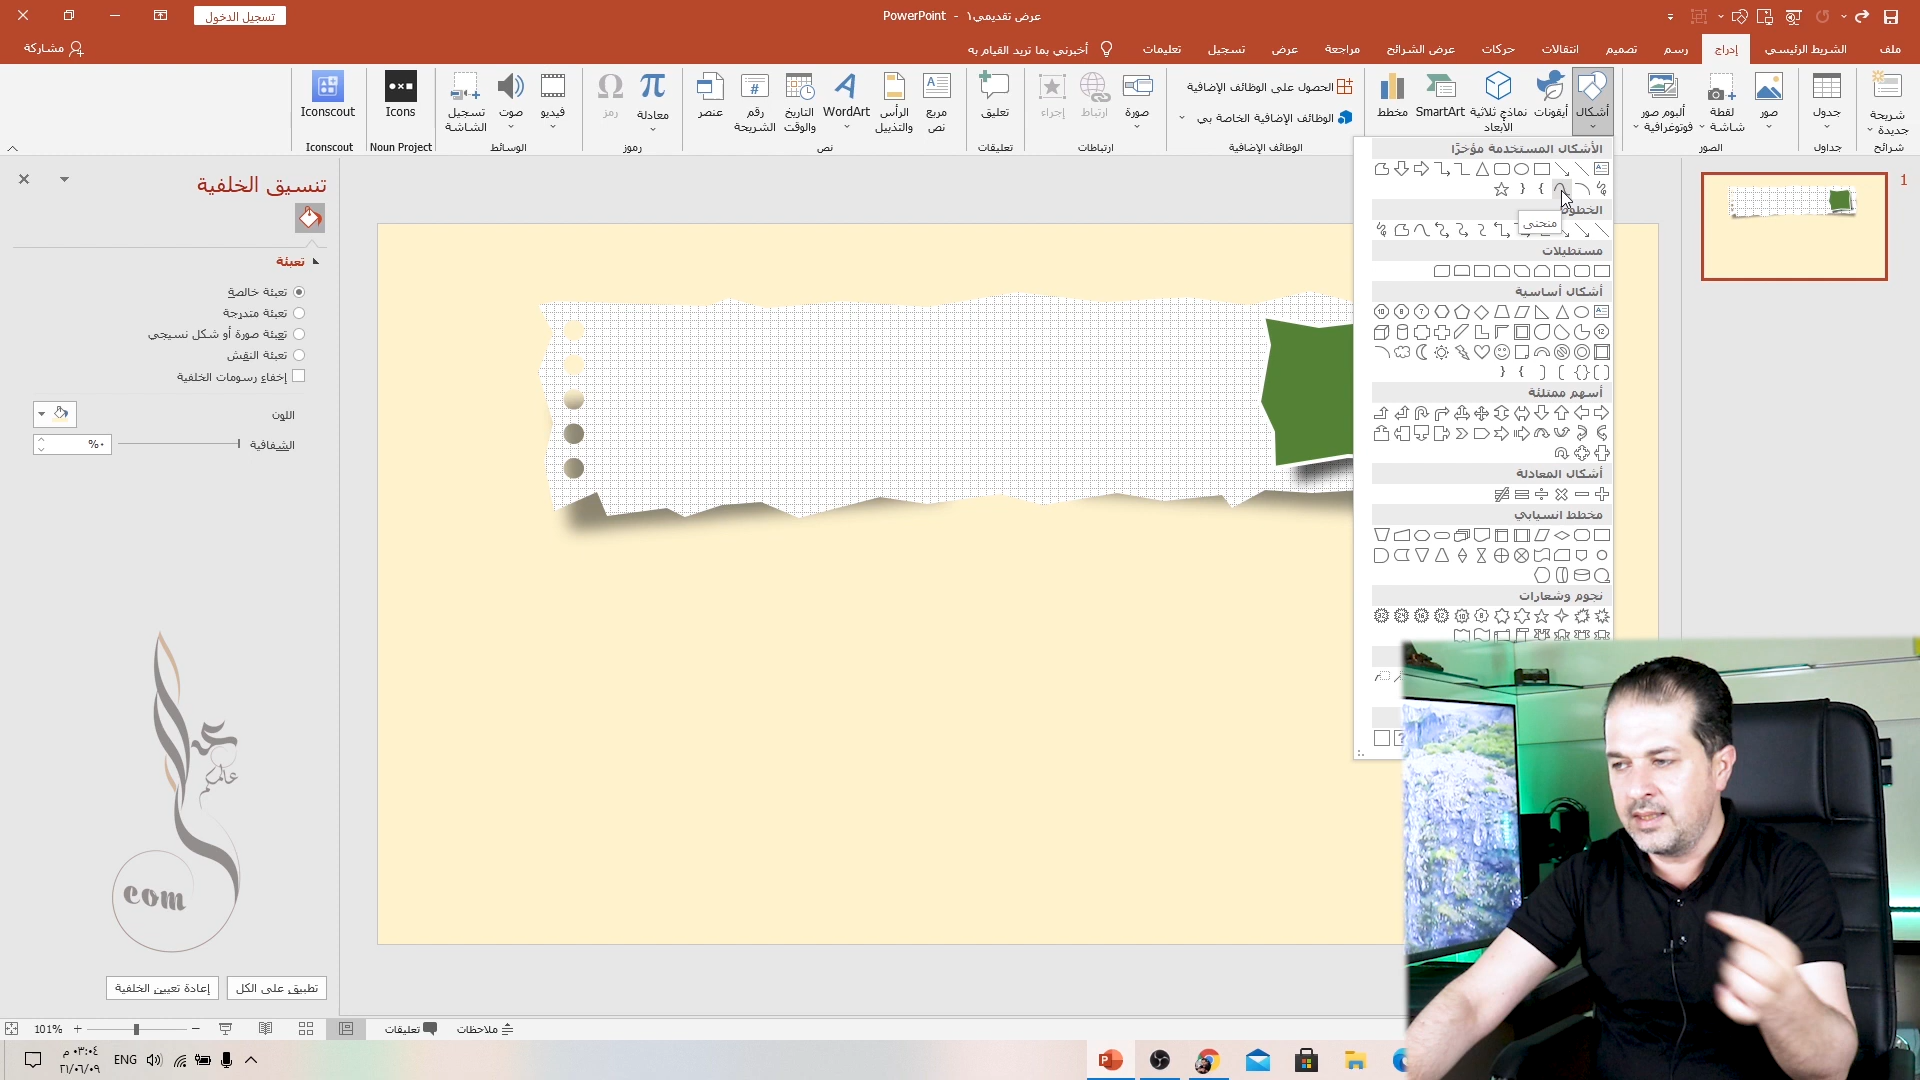 تسجيل الدخول
عرض تقديمي١ - PowerPoint
ملف
الشريط الرئيسي
إدراج
رسم
تصميم
انتقالات
حركات
عرض الشرائح
مراجعة
عرض
تسجيل
تعليمات
أخبرني بما تريد القيام به
مشاركة
شريحة جديدة
شرائح
جدول
جداول
صور
لقطة شاشة
ألبوم صور فوتوغرافية
الصور
أشكال
أيقونات
نماذج ثلاثية الأبعاد
SmartArt
مخطط
الحصول على الوظائف الإضافية
الوظائف الإضافية الخاصة بي
الوظائف الإضافية
صورة
ارتباط
إجراء
ارتباطات
تعليق
تعليقات
مربع نص
الرأس والتذييل
WordArt
التاريخ والوقت
رقم الشريحة
عنصر
نص
معادلة
رمز
رموز
فيديو
صوت
تسجيل الشاشة
الوسائط
Icons
Noun Project
Iconscout
Iconscout
الأشكال المستخدمة مؤخرًا
الخطوط
منحنى
مستطيلات
أشكال أساسية
أسهم ممتلئة
أشكال المعادلة
مخطط انسيابي
نجوم وشعارات
1
تنسيق الخلفية
تعبئة
تعبئة خالصة
تعبئة متدرجة
تعبئة صورة أو شكل نسيجي
تعبئة النقش
إخفاء رسومات الخلفية
اللون
الشفافية
٠%
com
تطبيق على الكل
إعادة تعيين الخلفية
ملاحظات
تعليقات
101%
ENG
٠٣:٠٤ م
٢١/٠٦/٠٩